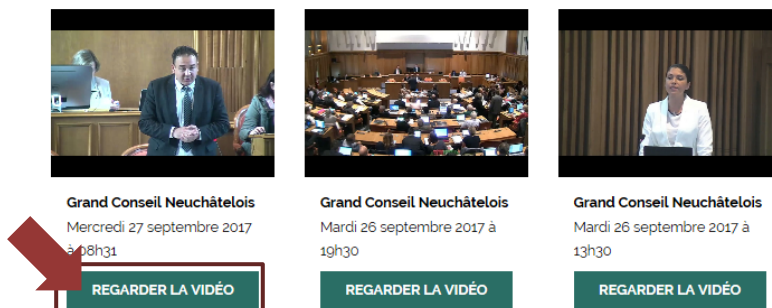 Grand Conseil Neuchâtelois
Mercredi 27 septembre 2017
à 08h31
REGARDER LA VIDÉO
Grand Conseil Neuchâtelois
Mardi 26 septembre 2017 à
19h30
REGARDER LA VIDÉO
Grand Conseil Neuchâtelois
Mardi 26 septembre 2017 à
13h30
REGARDER LA VIDÉO